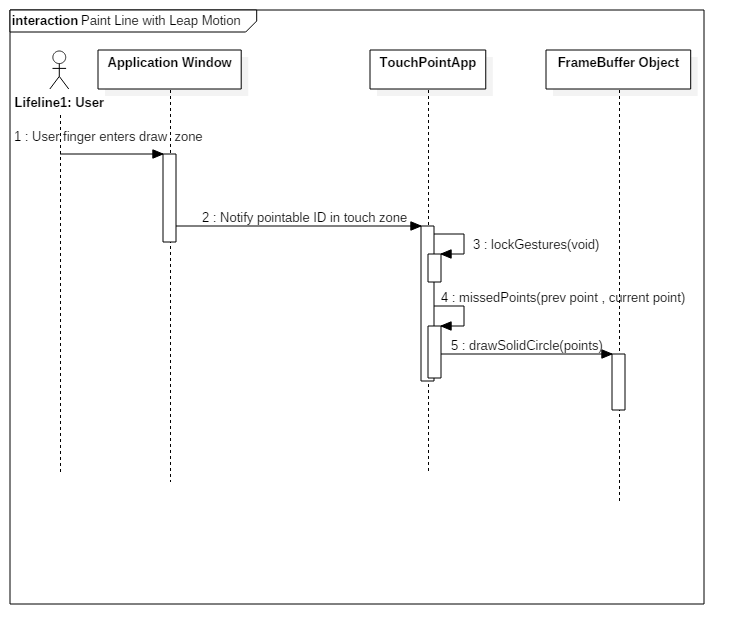 interaction Paint Line with Leap Motion
Application Window
TouchPointApp
FrameBuffer Object
Lifeline1: User
1 : User finger enters draw  zone
2 : Notify pointable ID in touch zone
3 : lockGestures(void)
4 : missedPoints(prev point , current point)
5 : drawSolidCircle(points)